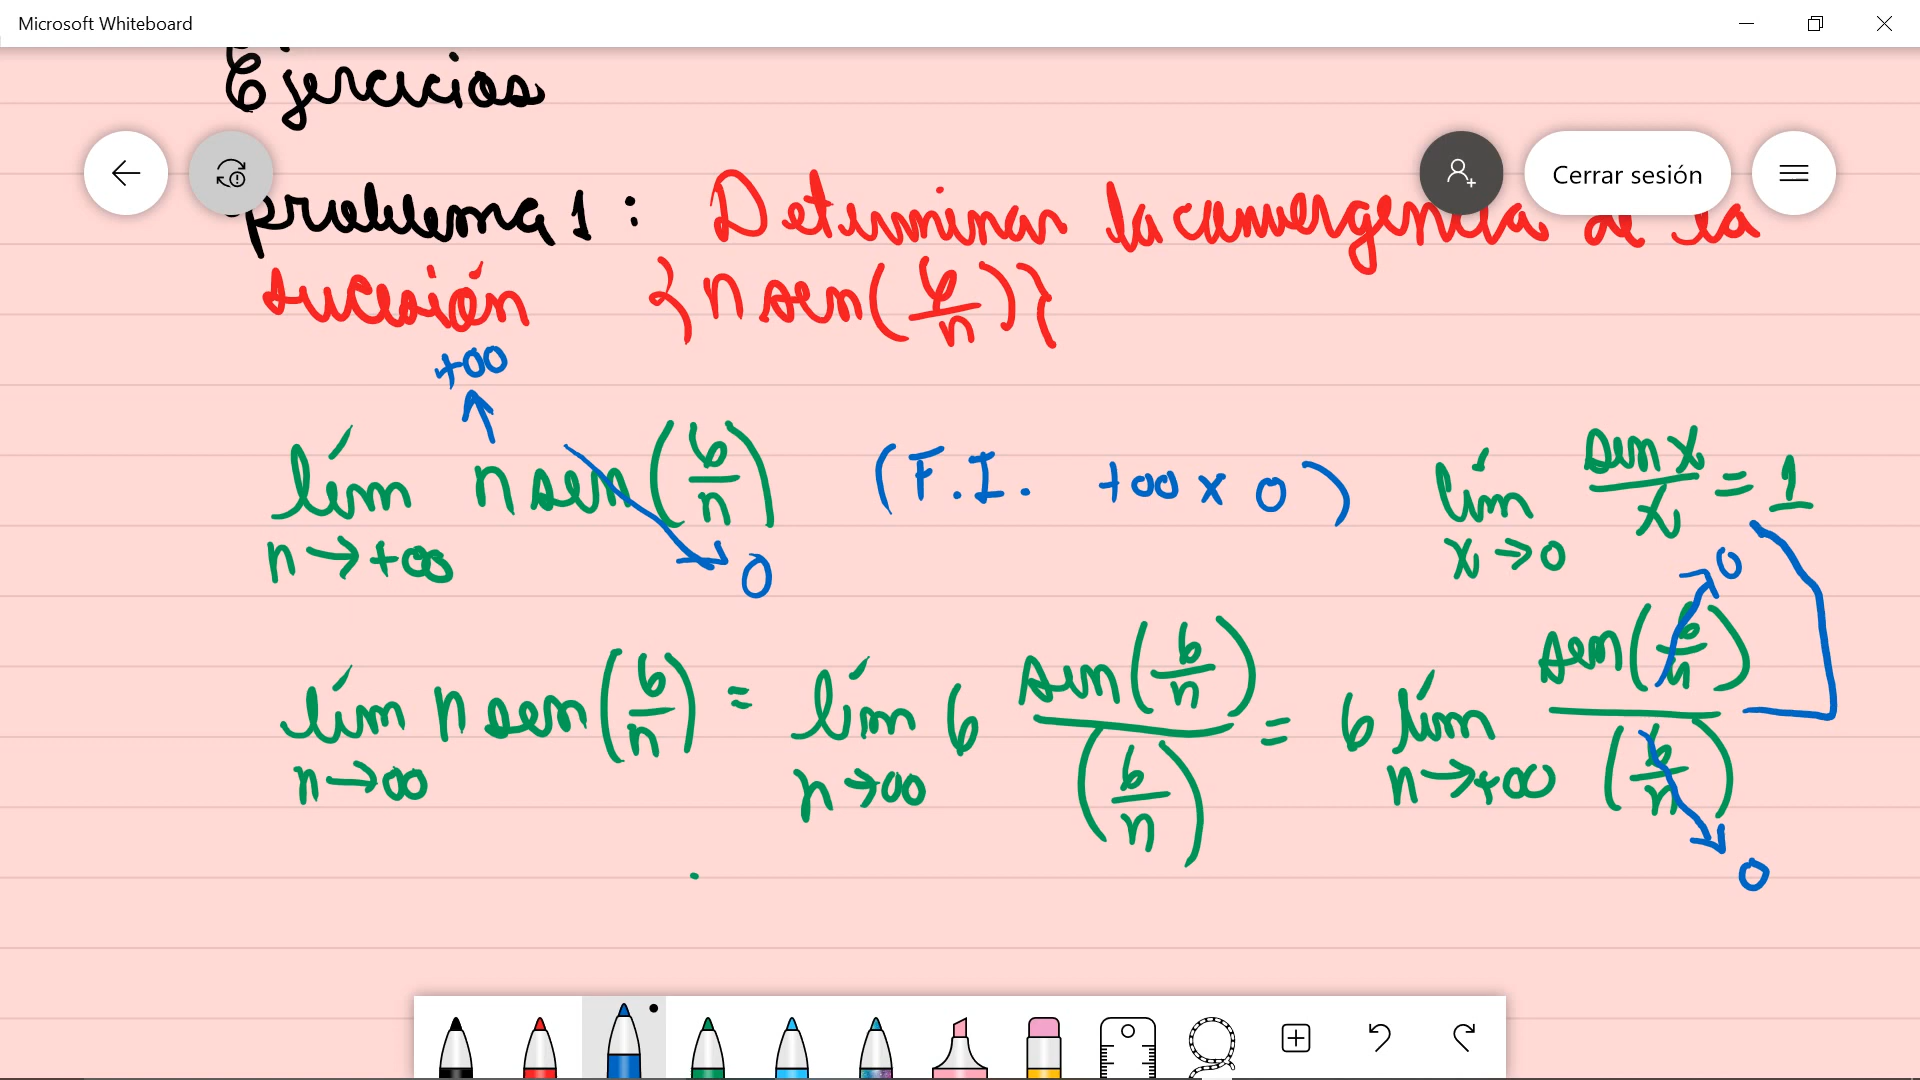 Microsoft Whiteboard
Ejercicios
Cerrar sesión
problema 1: Determinar la convergencia de la
sucesión {n sen(6/n)}
+∞
lím n sen(6/n) (F.I. +∞ x 0) lím sen x/x = 1
n→+∞ 0 x→0
0
lím n sen(6/n) = lím 6 sen(6/n)/(6/n) = 6 lím sen(6/n)/(6/n)
n→∞ n→∞ n→+∞
0